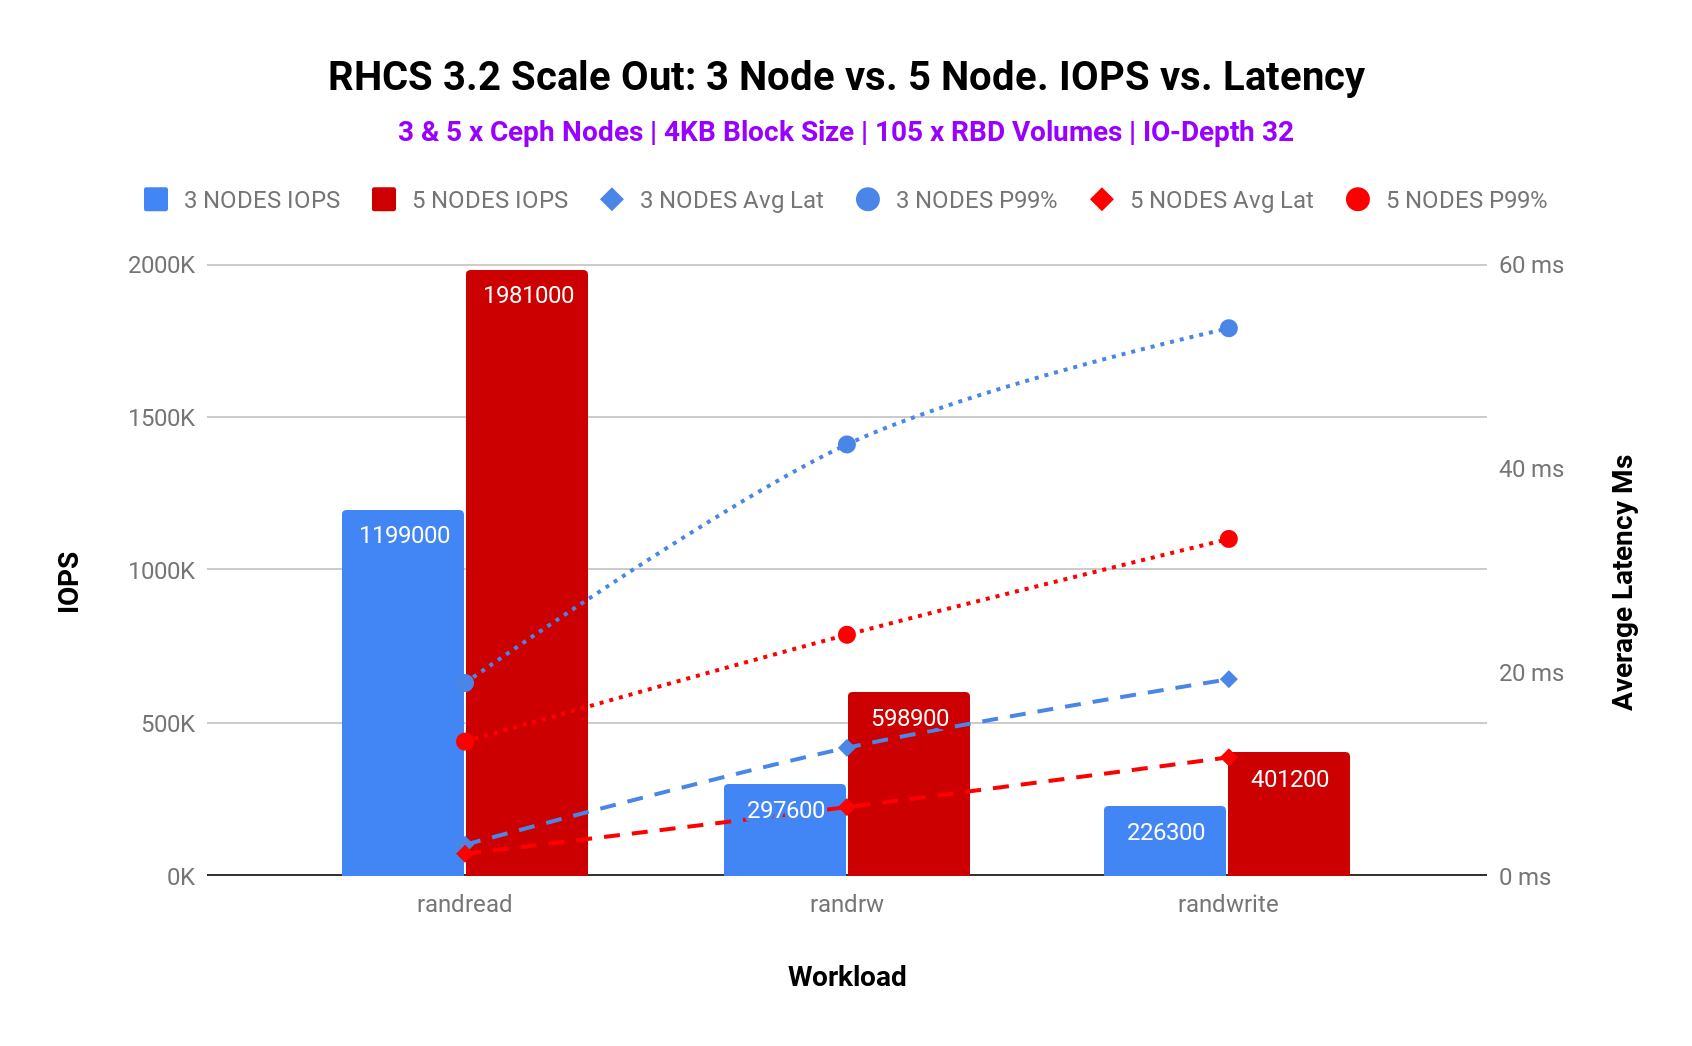 RHCS 3.2 Scale Out: 3 Node vs. 5 Node. IOPS vs. Latency
3 & 5 x Ceph Nodes | 4KB Block Size | 105 x RBD Volumes | IO-Depth 32
3 NODES IOPS 5 NODES IOPS 3 NODES Avg Lat 3 NODES P99% 5 NODES Avg Lat 5 NODES P99%
2000K
1500K
1000K
500K
0K
IOPS
1199000
1981000
297600
598900
226300
401200
60 ms
40 ms
20 ms
0 ms
Average Latency Ms
randread randrw randwrite
Workload